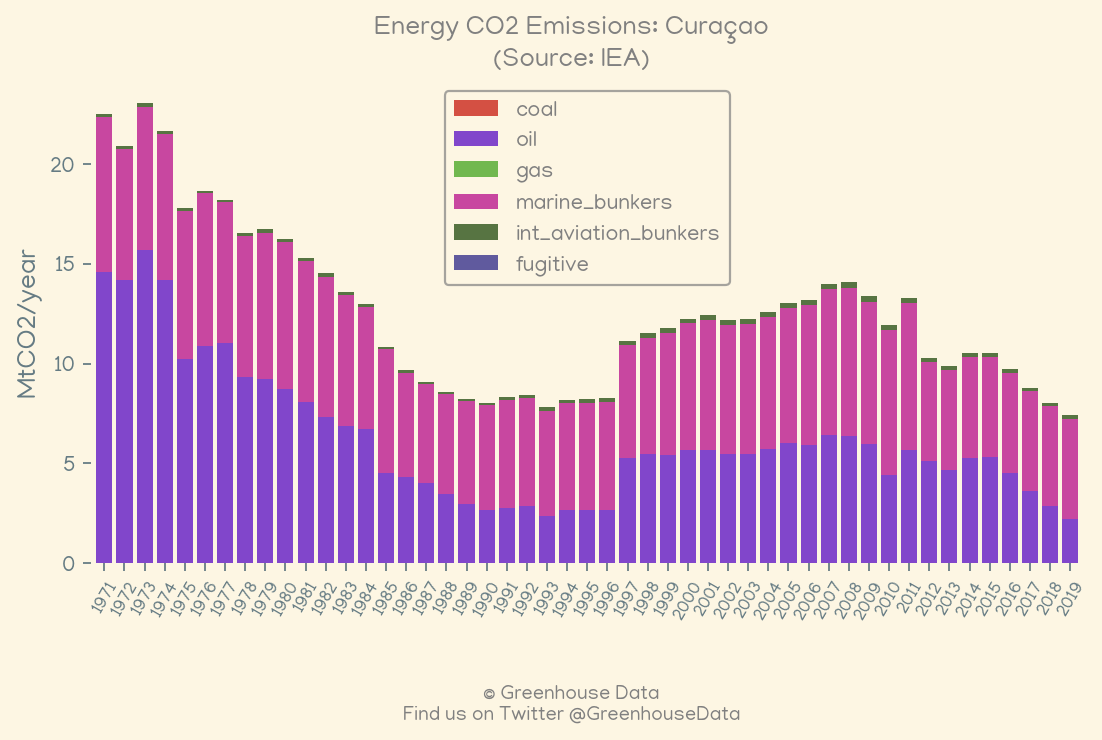 Energy CO2 Emissions: Curaçao
(Source: IEA)
coal
oil
gas
marine_bunkers
int_aviation_bunkers
fugitive
MtCO2/year
20
15
10
5
0
1971 1972 1973 1974 1975 1976 1977 1978 1979 1980 1981 1982 1983 1984 1985 1986 1987 1988 1989 1990 1991 1992 1993 1994 1995 1996 1997 1998 1999 2000 2001 2002 2003 2004 2005 2006 2007 2008 2009 2010 2011 2012 2013 2014 2015 2016 2017 2018 2019
© Greenhouse Data
Find us on Twitter @GreenhouseData